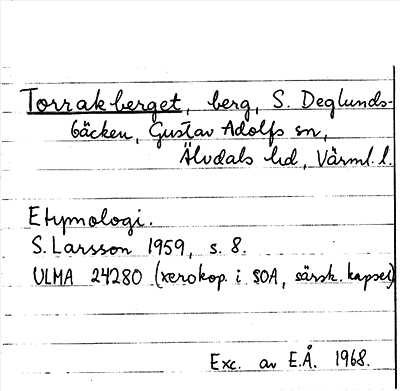 Torrakberget, berg, S. Deglunds-
bäcken, Gustav Adolfs sn,
Älvdals hd, Värml. l.
Etymologi.
S. Larsson 1959, s. 8.
ULMA 24280 (xerokop. i SOA, särsk. kapsel)
Exc. av E.Å. 1968.